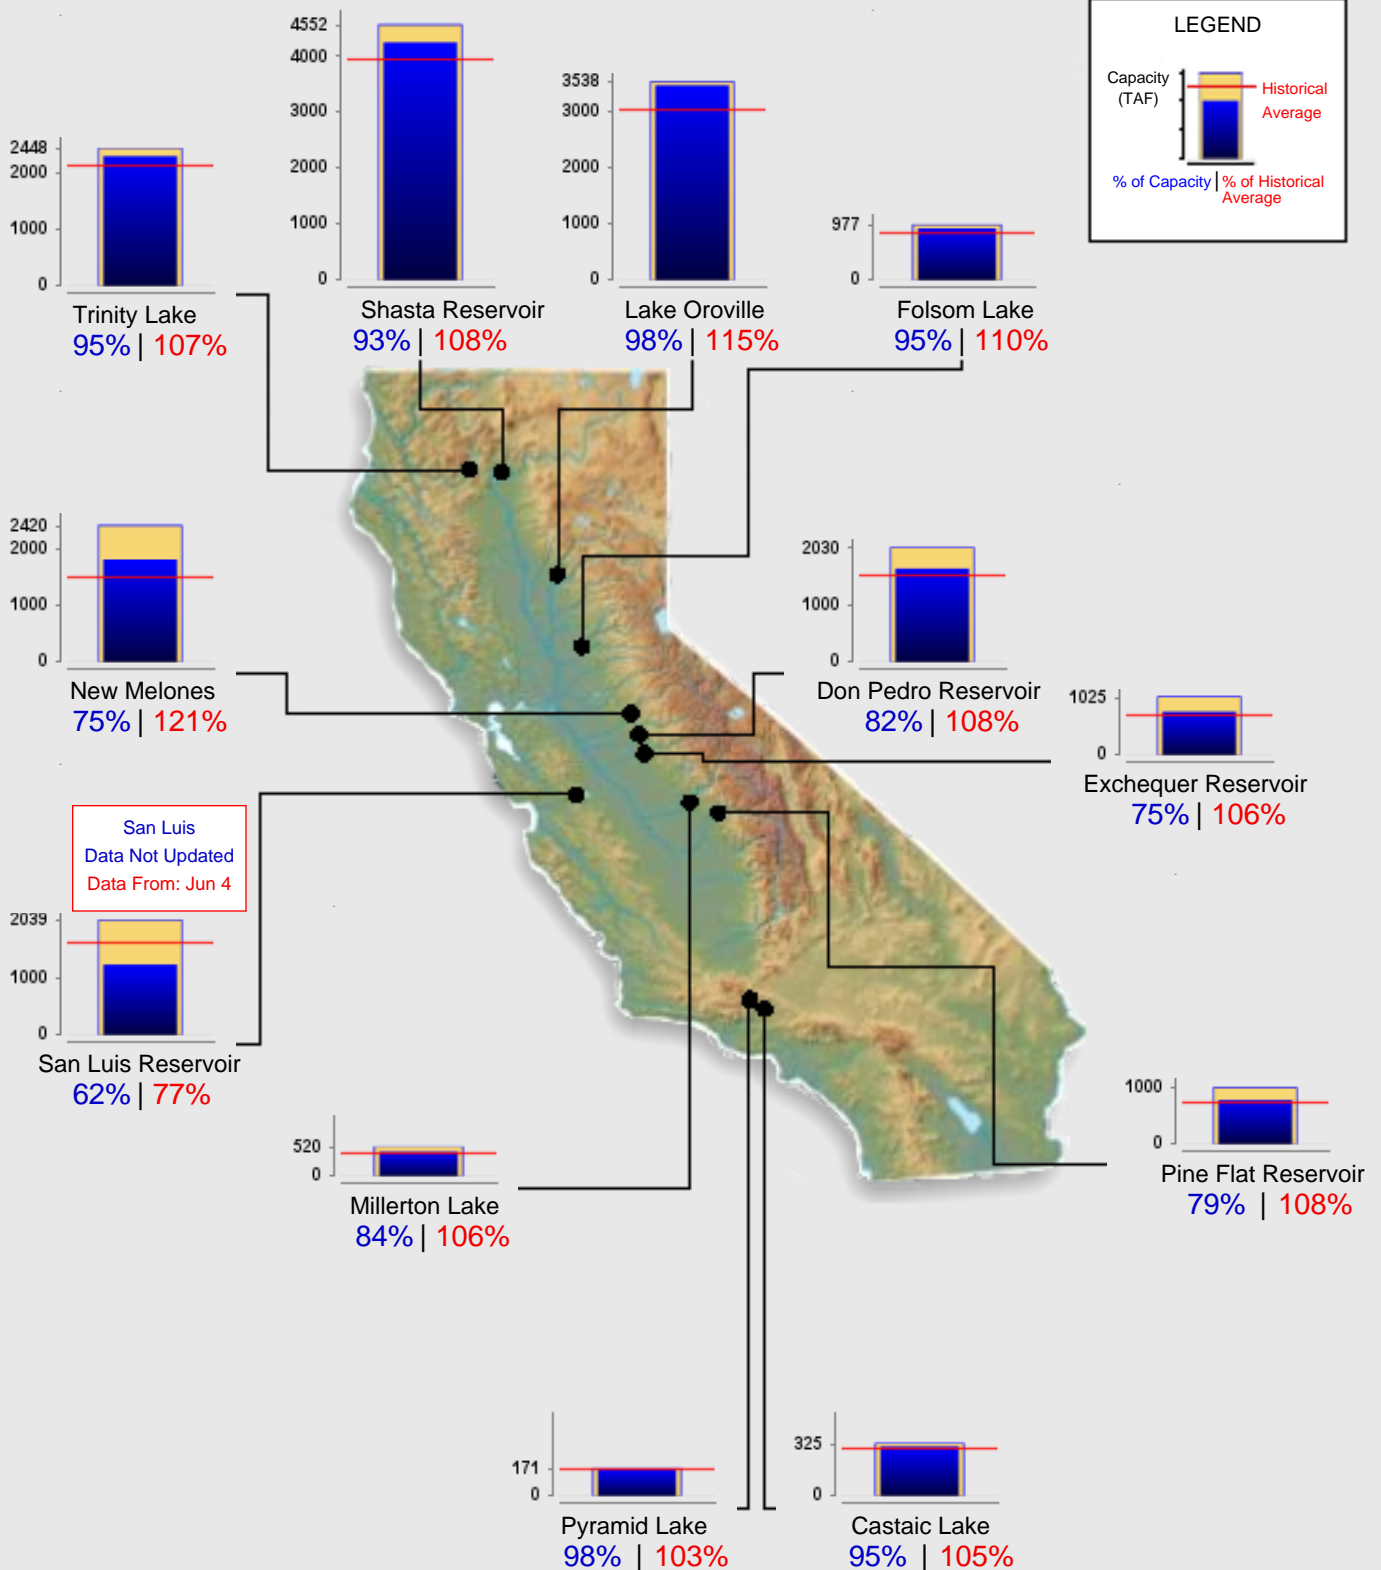 LEGEND
Capacity
(TAF)
Historical
Average
% of Capacity | % of Historical
Average
4552
4000
3000
2000
1000
0
Shasta Reservoir
93% | 108%
3538
3000
2000
1000
0
Lake Oroville
98% | 115%
2448
2000
1000
0
Trinity Lake
95% | 107%
977
0
Folsom Lake
95% | 110%
2420
2000
1000
0
New Melones
75% | 121%
2030
1000
0
Don Pedro Reservoir
82% | 108%
1025
0
Exchequer Reservoir
75% | 106%
San Luis
Data Not Updated
Data From: Jun 4
2039
1000
0
San Luis Reservoir
62% | 77%
520
0
Millerton Lake
84% | 106%
1000
0
Pine Flat Reservoir
79% | 108%
171
0
Pyramid Lake
98% | 103%
325
0
Castaic Lake
95% | 105%